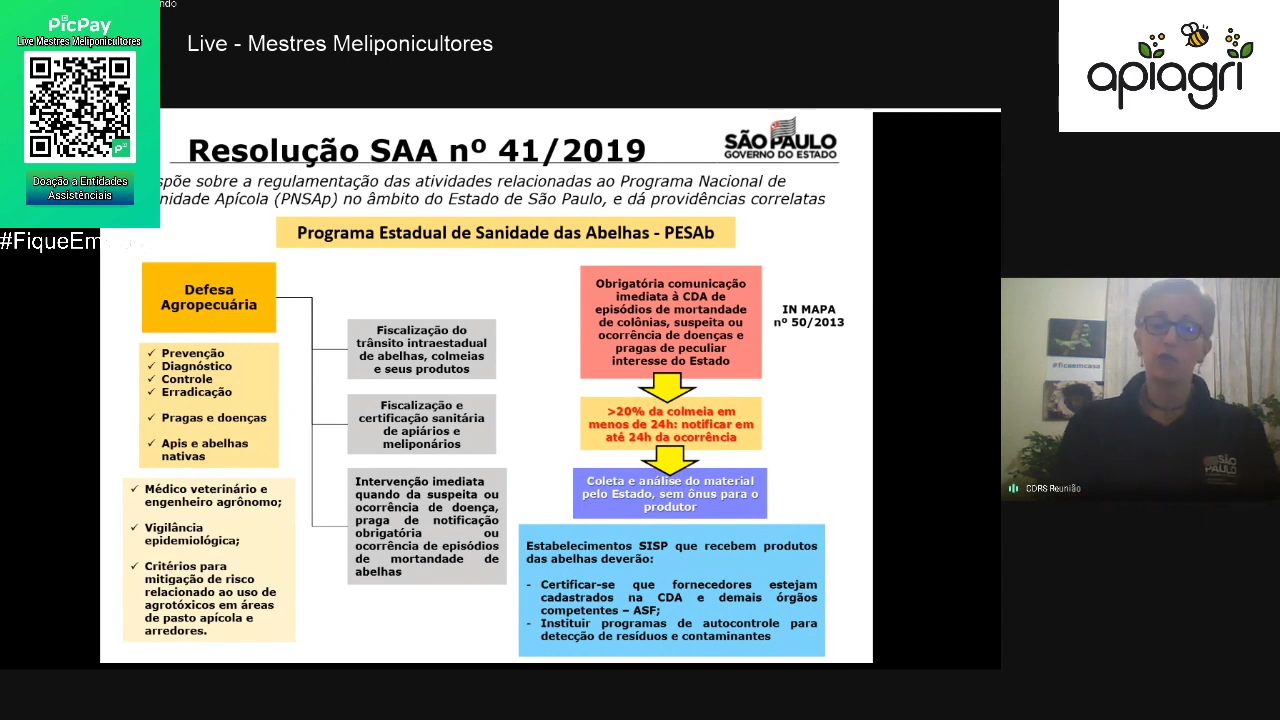 ndo
PicPay
Live Mestres Meliponicultores
Doação a Entidades
Assistênciais
#FiqueEm
Live - Mestres Meliponicultores
apiagri
Resolução SAA nº 41/2019
SÃO PAULO
GOVERNO DO ESTADO
spõe sobre a regulamentação das atividades relacionadas ao Programa Nacional de
nidade Apícola (PNSAp) no âmbito do Estado de São Paulo, e dá providências correlatas
Programa Estadual de Sanidade das Abelhas - PESAb
Defesa
Agropecuária
✓ Prevenção
✓ Diagnóstico
✓ Controle
✓ Erradicação
✓ Pragas e doenças
✓ Apis e abelhas
nativas
✓ Médico veterinário e
engenheiro agrônomo;
✓ Vigilância
epidemiológica;
✓ Critérios para
mitigação de risco
relacionado ao uso de
agrotóxicos em áreas
de pasto apícola e
arredores.
Fiscalização do
trânsito intraestadual
de abelhas, colmeias
e seus produtos
Fiscalização e
certificação sanitária
de apiários e
meliponários
Intervenção imediata
quando da suspeita ou
ocorrência de doença,
praga de notificação
obrigatória ou
ocorrência de episódios
de mortandade de
abelhas
Obrigatória comunicação
imediata à CDA de
episódios de mortandade
de colônias, suspeita ou
ocorrência de doenças e
pragas de peculiar
interesse do Estado
IN MAPA
nº 50/2013
>20% da colmeia em
menos de 24h: notificar em
até 24h da ocorrência
Coleta e análise do material
pelo Estado, sem ônus para o
produtor
Estabelecimentos SISP que recebem produtos
das abelhas deverão:
- Certificar-se que fornecedores estejam
cadastrados na CDA e demais órgãos
competentes – ASF;
- Instituir programas de autocontrole para
detecção de resíduos e contaminantes
#fiqueemcasa
SÃO
PAULO
CDRS Reunião